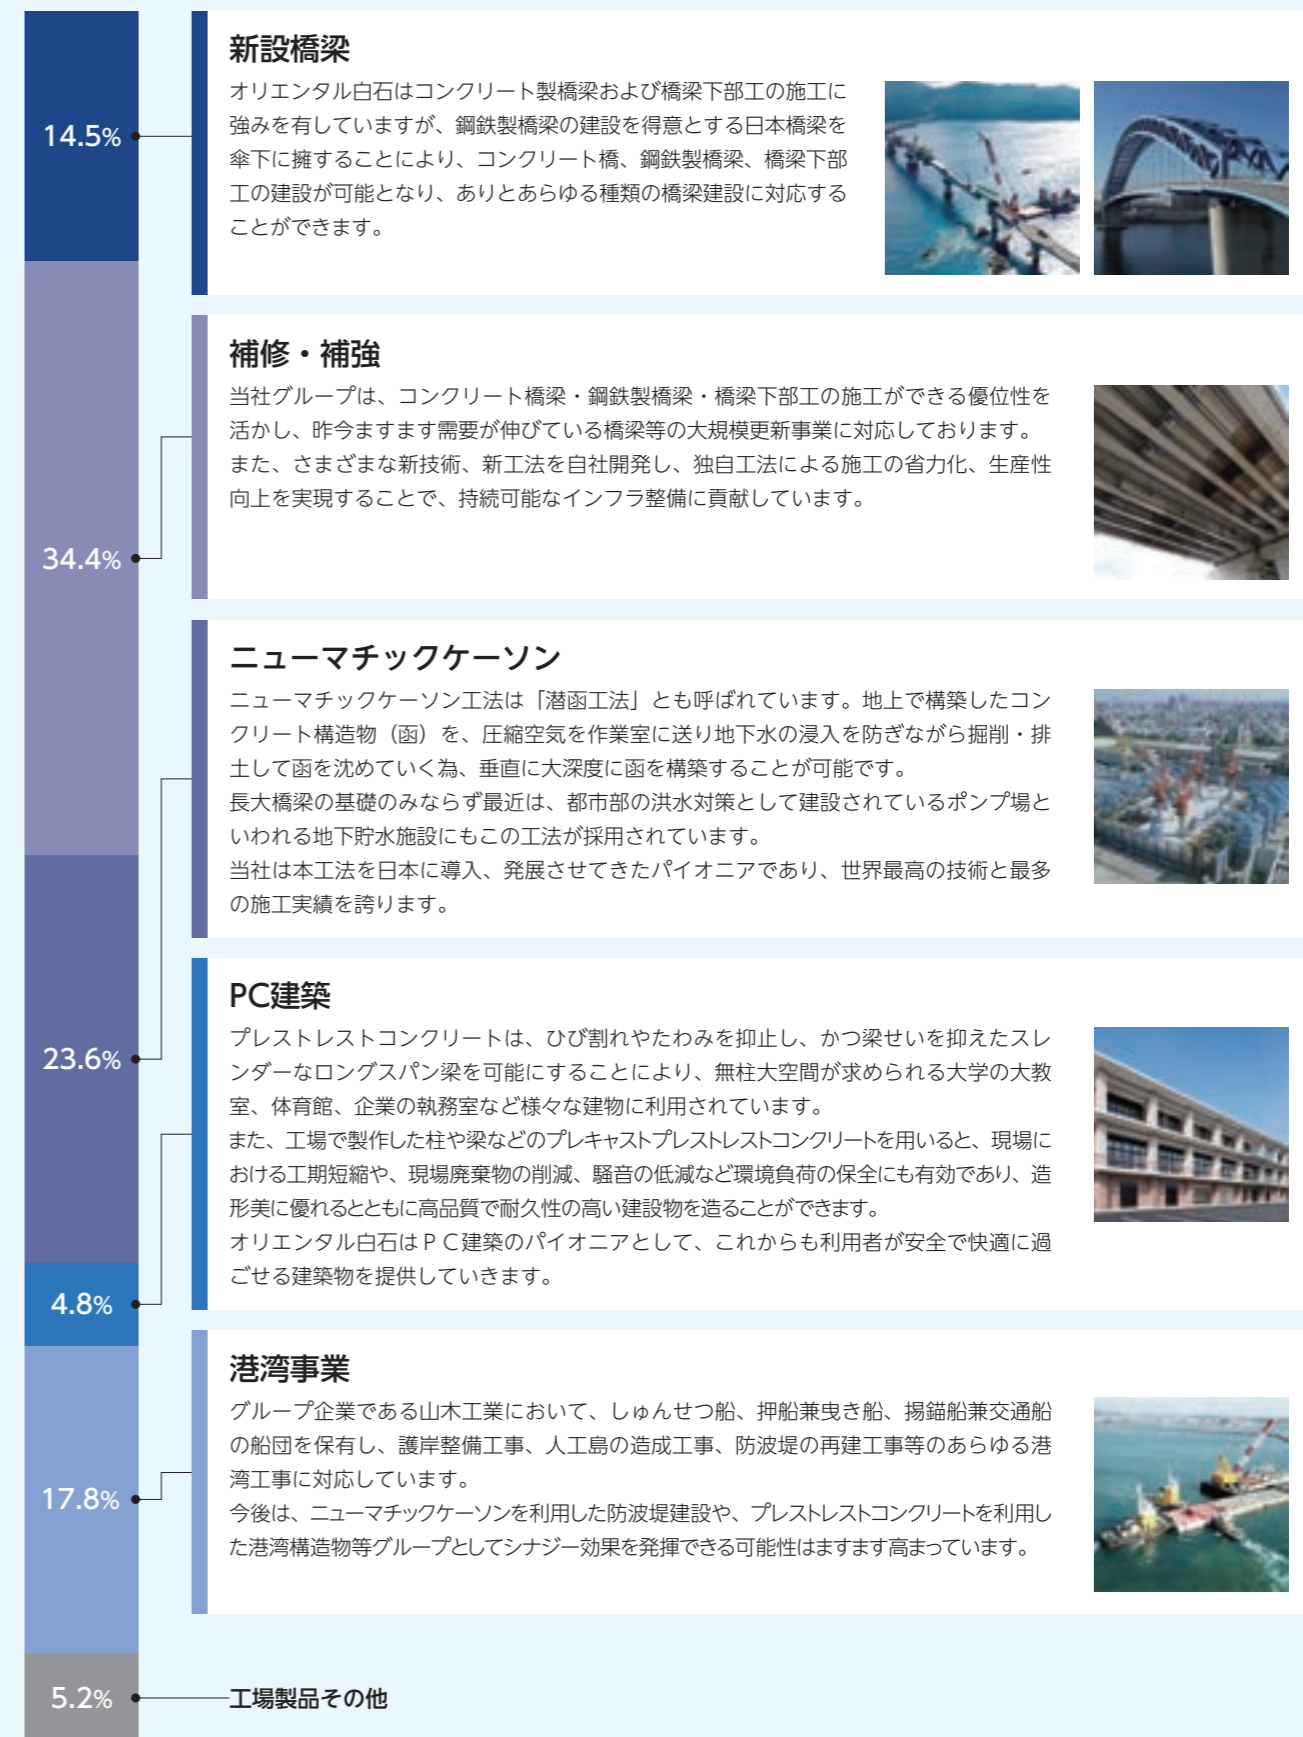 14.5%
新設橋梁
オリエンタル白石はコンクリート製橋梁および橋梁下部工の施工に
強みを有していますが、鋼鉄製橋梁の建設を得意とする日本橋梁を
傘下に擁することにより、コンクリート橋、鋼鉄製橋梁、橋梁下部
工の建設が可能となり、ありとあらゆる種類の橋梁建設に対応する
ことができます。
34.4%
補修・補強
当社グループは、コンクリート橋梁・鋼鉄製橋梁・橋梁下部工の施工ができる優位性を
活かし、昨今ますます需要が伸びている橋梁等の大規模更新事業に対応しております。
また、さまざまな新技術、新工法を自社開発し、独自工法による施工の省力化、生産性
向上を実現することで、持続可能なインフラ整備に貢献しています。
23.6%
ニューマチックケーソン
ニューマチックケーソン工法は「潜函工法」とも呼ばれています。地上で構築したコン
クリート構造物（函）を、圧縮空気を作業室に送り地下水の浸入を防ぎながら掘削・排
土して函を沈めていく為、垂直に大深度に函を構築することが可能です。
長大橋梁の基礎のみならず最近は、都市部の洪水対策として建設されているポンプ場と
いわれる地下貯水施設にもこの工法が採用されています。
当社は本工法を日本に導入、発展させてきたパイオニアであり、世界最高の技術と最多
の施工実績を誇ります。
4.8%
PC建築
プレストレストコンクリートは、ひび割れやたわみを抑止し、かつ梁せいを抑えたスレ
ンダーなロングスパン梁を可能にすることにより、無柱大空間が求められる大学の大教
室、体育館、企業の執務室など様々な建物に利用されています。
また、工場で製作した柱や梁などのプレキャストプレストレストコンクリートを用いると、現場に
おける工期短縮や、現場廃棄物の削減、騒音の低減など環境負荷の保全にも有効であり、造
形美に優れるとともに高品質で耐久性の高い建設物を造ることができます。
オリエンタル白石はＰＣ建築のパイオニアとして、これからも利用者が安全で快適に過
ごせる建築物を提供していきます。
17.8%
港湾事業
グループ企業である山木工業において、しゅんせつ船、押船兼曳き船、揚錨船兼交通船
の船団を保有し、護岸整備工事、人工島の造成工事、防波堤の再建工事等のあらゆる港
湾工事に対応しています。
今後は、ニューマチックケーソンを利用した防波堤建設や、プレストレストコンクリートを利用し
た港湾構造物等グループとしてシナジー効果を発揮できる可能性はますます高まっています。
5.2%
工場製品その他